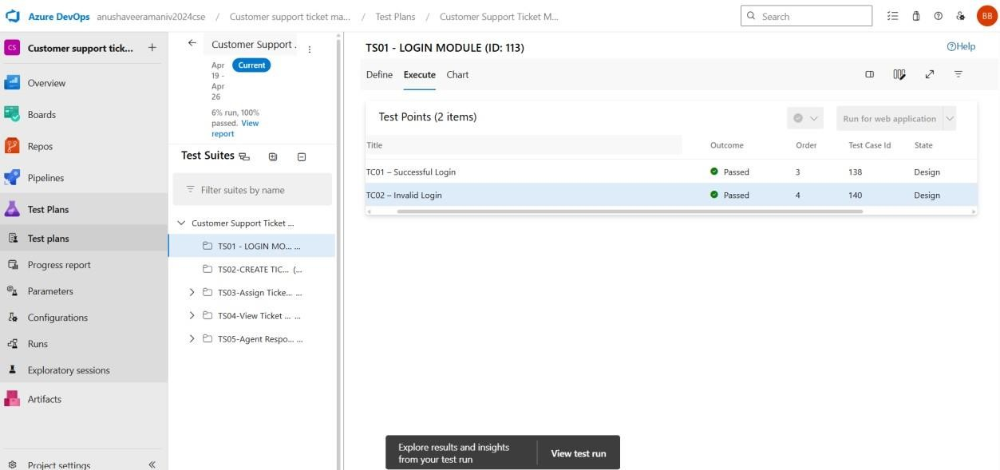 Azure DevOps anushaveeramaniv2024cse / Customer support ticket ma... / Test Plans / Customer Support Ticket M...
Search
BB
CS Customer support tick... +
Overview
Boards
Repos
Pipelines
Test Plans
Test plans
Progress report
Parameters
Configurations
Runs
Exploratory sessions
Artifacts
Project settings
Customer Support .
Apr
19 -
Apr
26
Current
6% run, 100%
passed. View
report
Test Suites
Filter suites by name
Customer Support Ticket ...
TS01 - LOGIN MO... ...
TS02-CREATE TIC... (...
TS03-Assign Ticke... ...
TS04-View Ticket ... ...
TS05-Agent Respo... ...
TS01 - LOGIN MODULE (ID: 113)
Help
Define Execute Chart
Test Points (2 items)
Run for web application
Title Outcome Order Test Case Id State
TC01 – Successful Login Passed 3 138 Design
TC02 – Invalid Login Passed 4 140 Design
Explore results and insights
from your test run
View test run